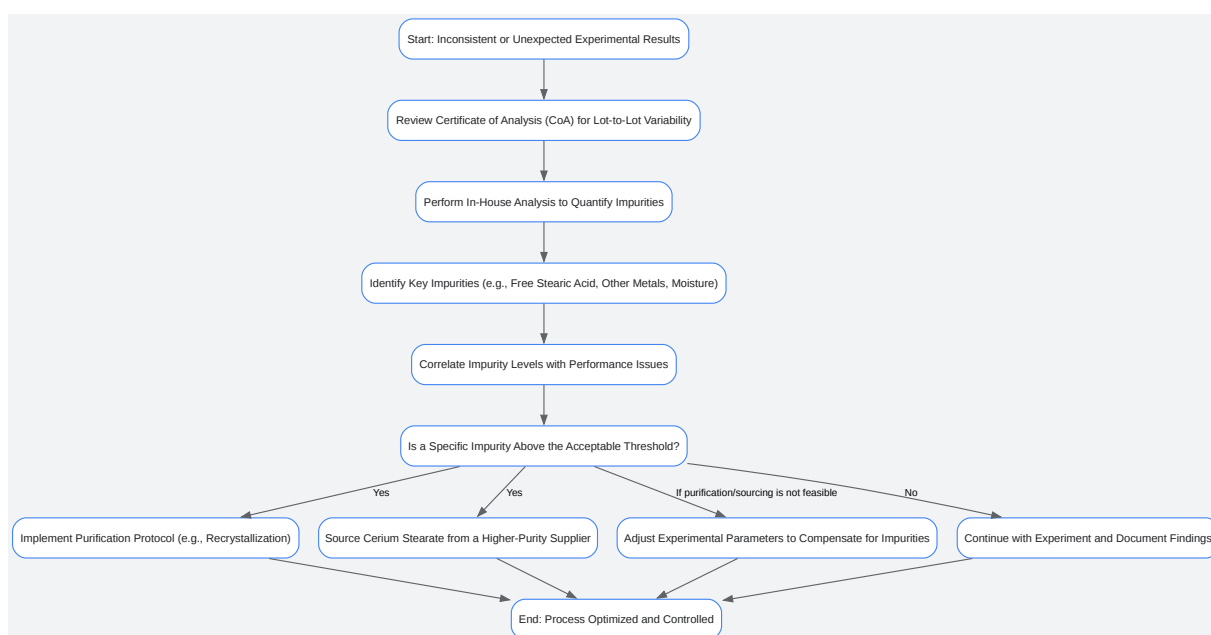 Start: Inconsistent or Unexpected Experimental Results
Review Certificate of Analysis (CoA) for Lot-to-Lot Variability
Perform In-House Analysis to Quantify Impurities
Identify Key Impurities (e.g., Free Stearic Acid, Other Metals, Moisture)
Correlate Impurity Levels with Performance Issues
Is a Specific Impurity Above the Acceptable Threshold?
Yes
Yes
If purification/sourcing is not feasible
No
Implement Purification Protocol (e.g., Recrystallization)
Source Cerium Stearate from a Higher-Purity Supplier
Adjust Experimental Parameters to Compensate for Impurities
Continue with Experiment and Document Findings
End: Process Optimized and Controlled